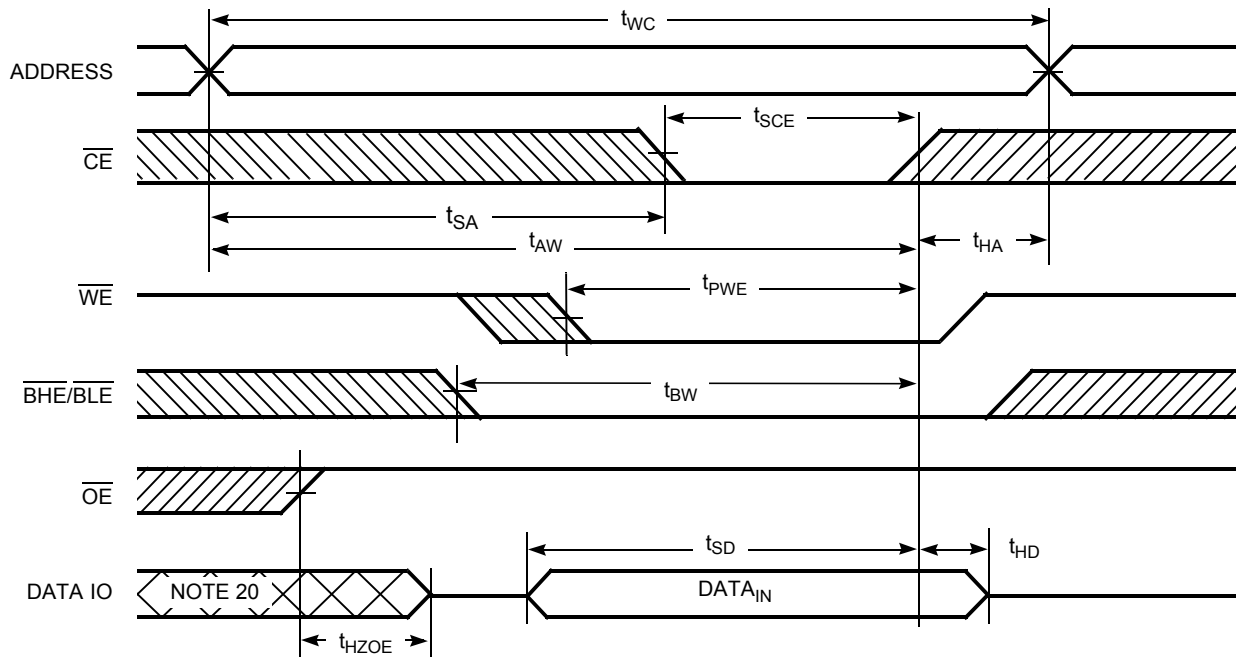 tWC
ADDRESS
tSCE
CE
tSA
tAW
tHA
WE
tPWE
BHE/BLE
tBW
OE
tSD
tHD
DATA IO
NOTE 20
DATAIN
tHZOE